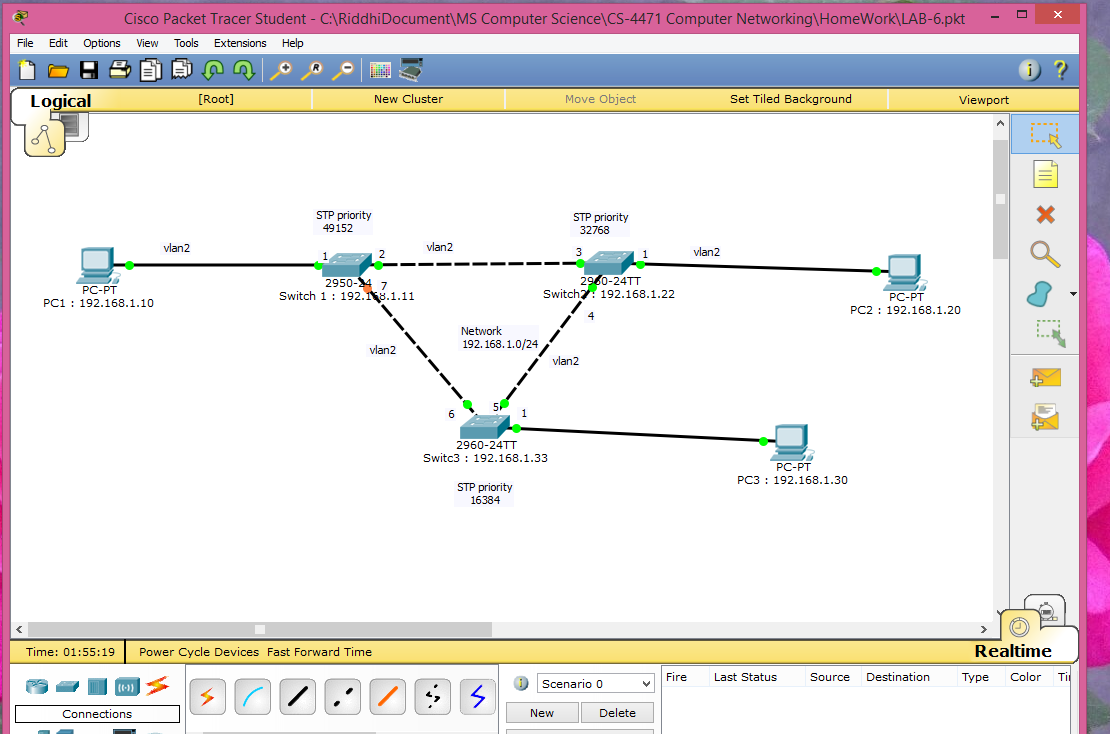 Cisco Packet Tracer Student - C:\RiddhiDocument\MS Computer Science\CS-4471 Computer Networking\HomeWork\LAB-6.pkt
File Edit Options View Tools Extensions Help
Logical [Root] New Cluster Move Object Set Tiled Background Viewport
STP priority
49152
STP priority
32768
vlan2
vlan2
vlan2
1
2
3
1
PC-PT
PC1 : 192.168.1.10
2950-24
Switch 1 : 192.168.1.11
7
2960-24TT
Switch2 : 192.168.1.22
4
PC-PT
PC2 : 192.168.1.20
Network
192.168.1.0/24
vlan2
vlan2
6
5
1
2960-24TT
Switc3 : 192.168.1.33
PC-PT
PC3 : 192.168.1.30
STP priority
16384
Time: 01:55:19 Power Cycle Devices Fast Forward Time
Realtime
Connections
Scenario 0
New Delete
Fire Last Status Source Destination Type Color